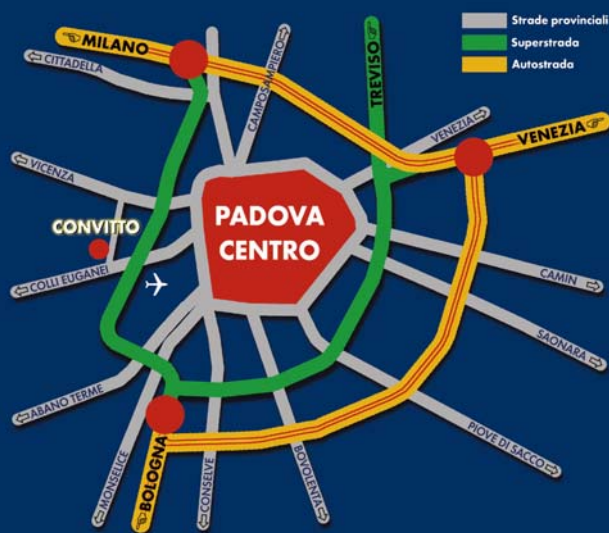 Strade provinciali
Superstrada
Autostrada
MILANO
CITTADELLA
CAMPOSAMPIERO
TREVISO
VENEZIA
VENEZIA
VICENZA
CONVITTO
PADOVA
CENTRO
COLLI EUGANEI
CAMIN
SAONARA
ABANO TERME
MONSELICE
BOLOGNA
CONSELVE
BOVOLENTA
PIOVE DI SACCO